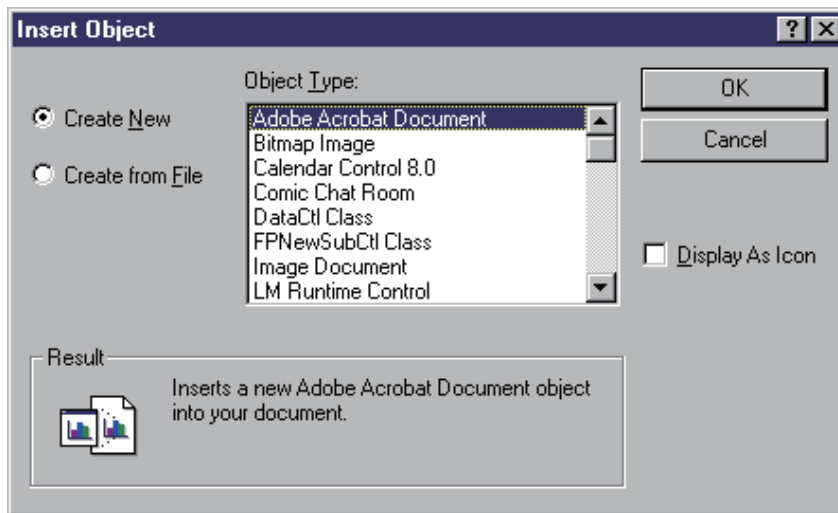 Insert Object
Object Type:
Create New
Create from File
Adobe Acrobat Document
Bitmap Image
Calendar Control 8.0
Comic Chat Room
DataCtl Class
FPNewSubCtl Class
Image Document
LM Runtime Control
OK
Cancel
Display As Icon
Result
Inserts a new Adobe Acrobat Document object
into your document.